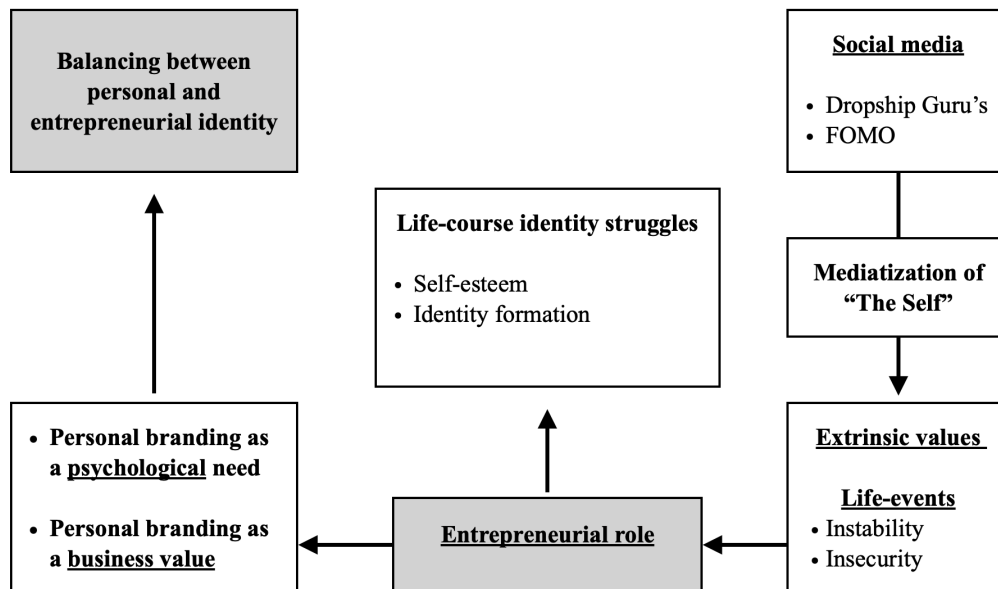 Balancing between
personal and
entrepreneurial identity
Social media
• Dropship Guru’s
• FOMO
Life-course identity struggles
• Self-esteem
• Identity formation
Mediatization of
“The Self”
• Personal branding as
a psychological need
• Personal branding as
a business value
Entrepreneurial role
Extrinsic values
Life-events
• Instability
• Insecurity